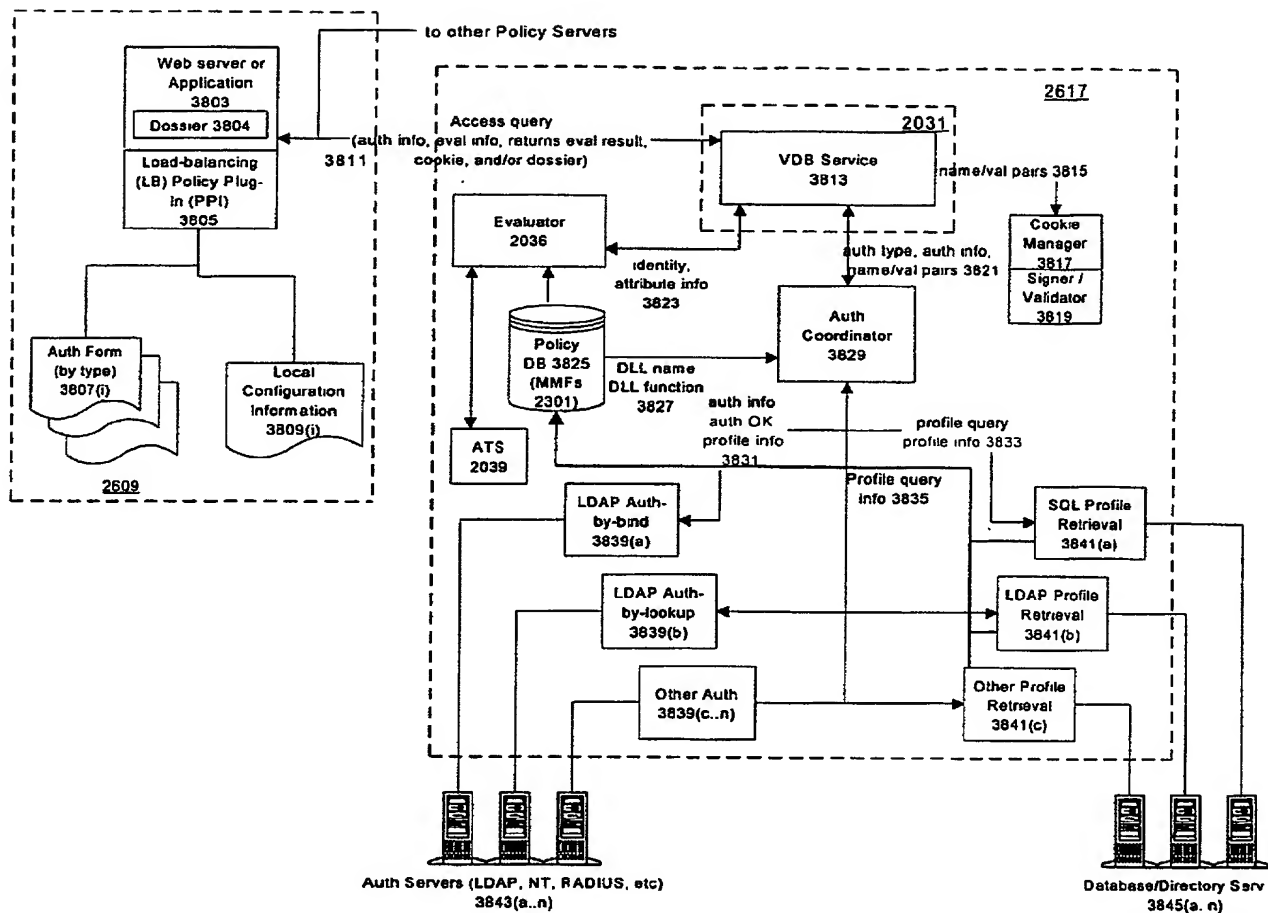 to other Policy Servers
Web server or
Application
3803
Dossier 3804
Load-balancing
(LB) Policy Plug-
in (PPI)
3805
Auth Form
(by type)
3807(i)
Local
Configuration
Information
3809(i)
2609
Access query
(auth info, eval info, returns eval result,
3811 cookie, and/or dossier)
2617
2031
VDB Service
3813
name/val pairs 3815
Cookie
Manager
3817
Signer /
Validator
3819
Evaluator
2036
identity,
attribute info
3823
auth type, auth info,
name/val pairs 3821
Auth
Coordinator
3829
Policy
DB 3825
(MMFs
2301)
DLL name
DLL function
3827
ATS
2039
auth info
auth OK
profile info
3831
profile query
profile info 3833
Profile query
info 3835
LDAP Auth-
by-bind
3839(a)
SQL Profile
Retrieval
3841(a)
LDAP Auth-
by-lookup
3839(b)
LDAP Profile
Retrieval
3841(b)
Other Auth
3839(c..n)
Other Profile
Retrieval
3841(c)
Auth Servers (LDAP, NT, RADIUS, etc)
3843(a..n)
Database/Directory Serv
3845(a. n)